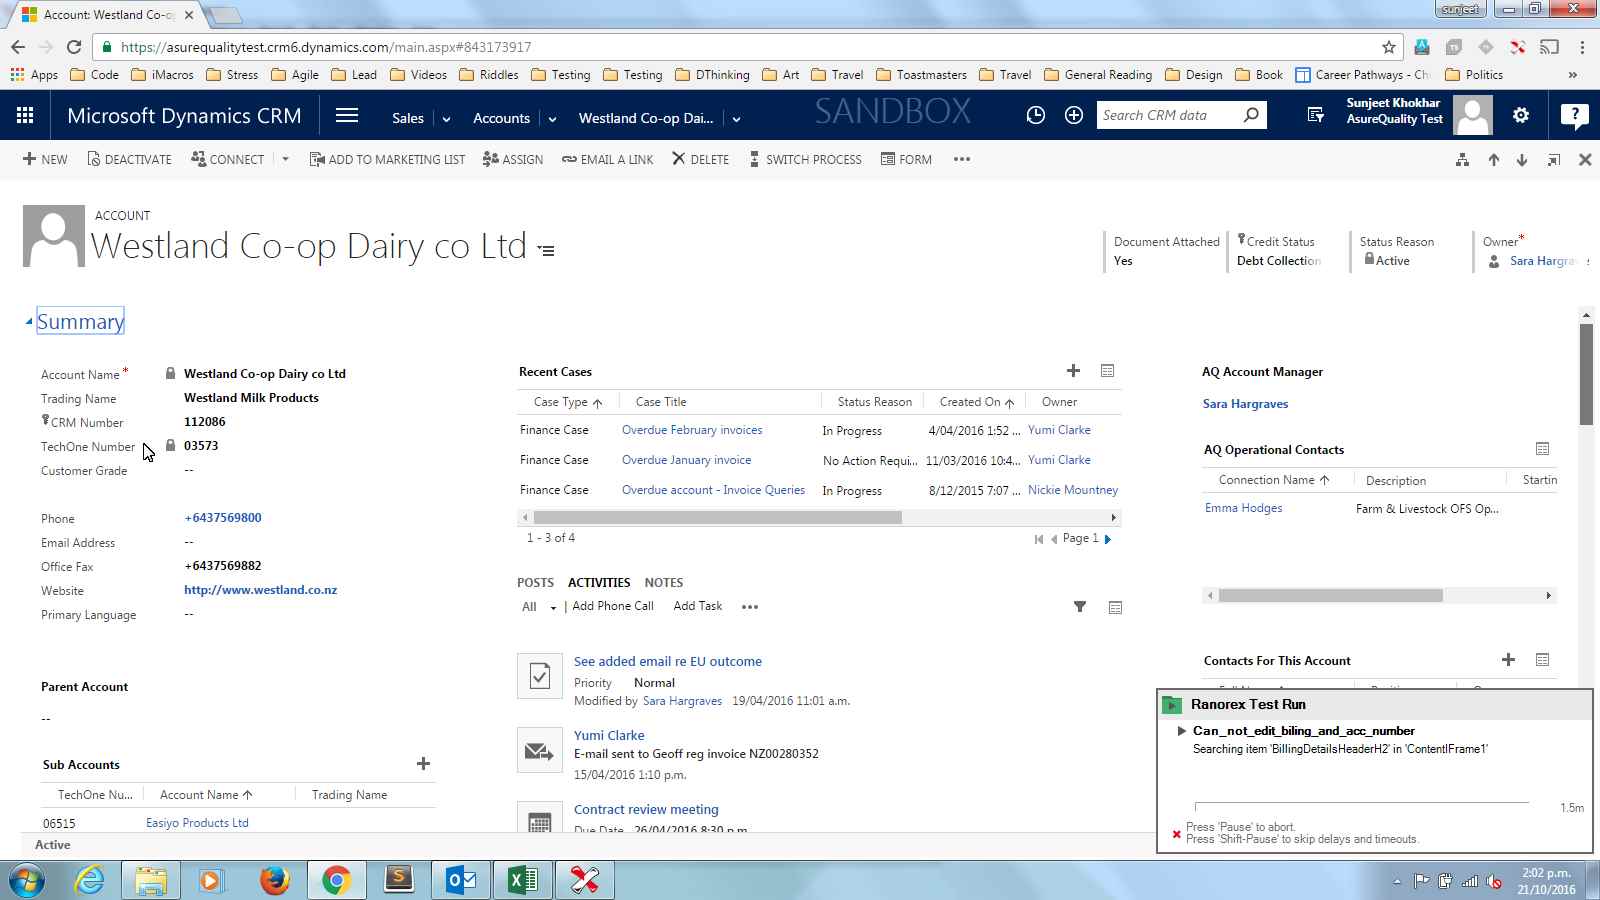 Account: Westland Co-o
sunjeet
https://asurequalitytest.crm6.dynamics.com/main.aspx#843173917
Apps Code iMacros Stress Agile Lead Videos Riddles Testing Testing DThinking Art Travel Toastmasters Travel General Reading Design Book Career Pathways - Ch Politics »
Microsoft Dynamics CRM Sales Accounts Westland Co-op Dai... SANDBOX Search CRM data
Sunjeet Khokhar
AsureQuality Test
NEW DEACTIVATE CONNECT ADD TO MARKETING LIST ASSIGN EMAIL A LINK DELETE SWITCH PROCESS FORM •••
ACCOUNT
Westland Co-op Dairy co Ltd
Document Attached Credit Status Status Reason Owner*
Yes Debt Collection Active Sara Hargra
Summary
Account Name* Westland Co-op Dairy co Ltd
Trading Name Westland Milk Products
CRM Number 112086
TechOne Number 03573
Customer Grade --
Phone +6437569800
Email Address --
Office Fax +6437569882
Website http://www.westland.co.nz
Primary Language --
Parent Account
--
Sub Accounts
TechOne Nu... Account Name Trading Name
06515 Easiyo Products Ltd
Recent Cases
Case Type Case Title Status Reason Created On Owner
Finance Case Overdue February invoices In Progress 4/04/2016 1:52 ... Yumi Clarke
Finance Case Overdue January invoice No Action Requi... 11/03/2016 10:4... Yumi Clarke
Finance Case Overdue account - Invoice Queries In Progress 8/12/2015 7:07 ... Nickie Mountney
1 - 3 of 4 Page 1
POSTS ACTIVITIES NOTES
All | Add Phone Call Add Task •••
See added email re EU outcome
Priority Normal
Modified by Sara Hargraves 19/04/2016 11:01 a.m.
Yumi Clarke
E-mail sent to Geoff reg invoice NZ00280352
15/04/2016 1:10 p.m.
Contract review meeting
Due Date 26/04/2016 8:30 p.m.
AQ Account Manager
Sara Hargraves
AQ Operational Contacts
Connection Name Description Startin
Emma Hodges Farm & Livestock OFS Op...
Contacts For This Account
Ranorex Test Run
Can_not_edit_biling_and_acc_number
Searching item 'BillingDetailsHeaderH2' in 'ContentIFrame1'
1.5m
Press 'Pause' to abort.
Press 'Shift-Pause' to skip delays and timeouts.
Active
2:02 p.m.
21/10/2016